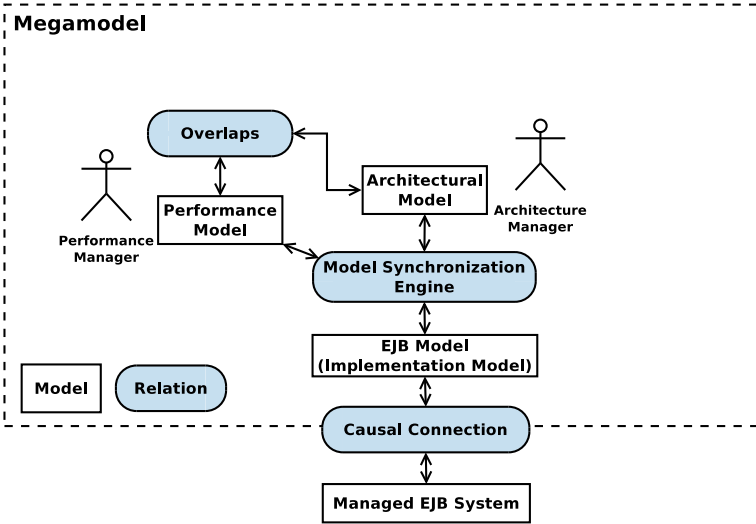 Megamodel
Overlaps
Architectural
Model
Performance
Model
Performance
Manager
Architecture
Manager
Model Synchronization
Engine
EJB Model
(Implementation Model)
Model
Relation
Causal Connection
Managed EJB System